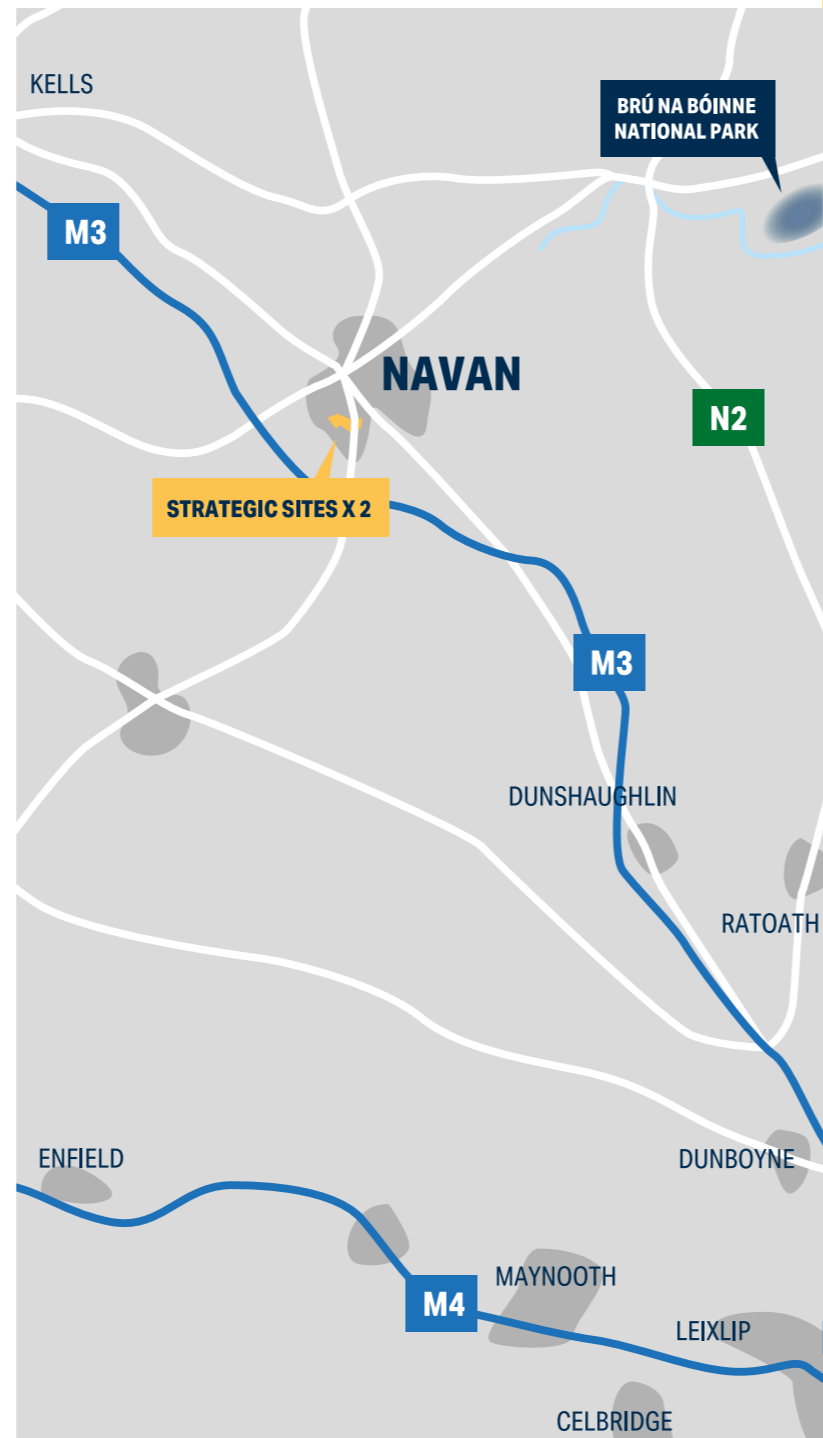 KELLS
BRÚ NA BÓINNE
NATIONAL PARK
M3
NAVAN
N2
STRATEGIC SITES X 2
M3
DUNSHAUGHLIN
RATOATH
ENFIELD
DUNBOYNE
MAYNOOTH
M4
LEIXLIP
CELBRIDGE